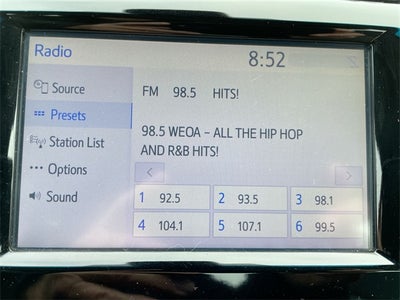 Radio 8:52
Source
Presets
Station List
Options
Sound
FM 98.5 HITS!
98.5 WEOA – ALL THE HIP HOP
AND R&B HITS!
< >
1 92.5 2 93.5 3 98.1
4 104.1 5 107.1 6 99.5